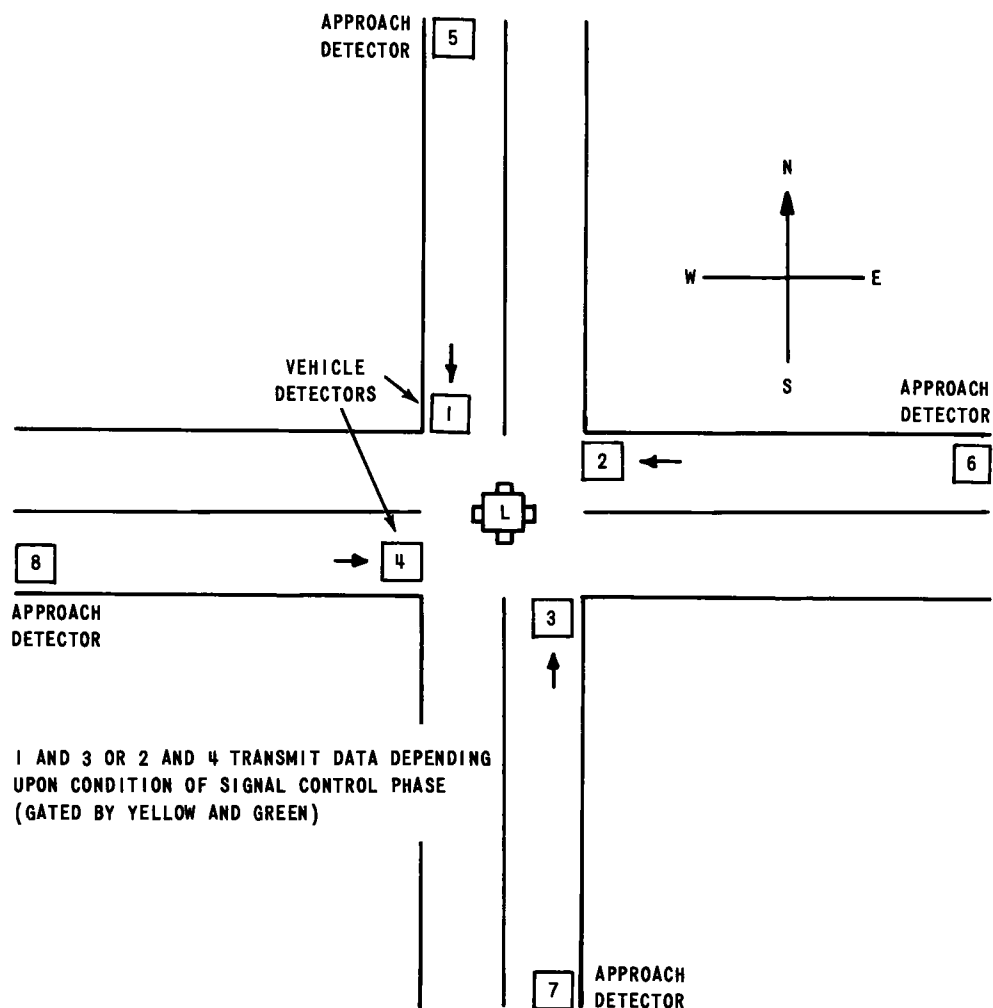 APPROACH
DETECTOR
5
N
W
E
S
VEHICLE
DETECTORS
1
APPROACH
DETECTOR
2
6
L
8
4
APPROACH
DETECTOR
3
1 AND 3 OR 2 AND 4 TRANSMIT DATA DEPENDING
UPON CONDITION OF SIGNAL CONTROL PHASE
(GATED BY YELLOW AND GREEN)
7
APPROACH
DETECTOR